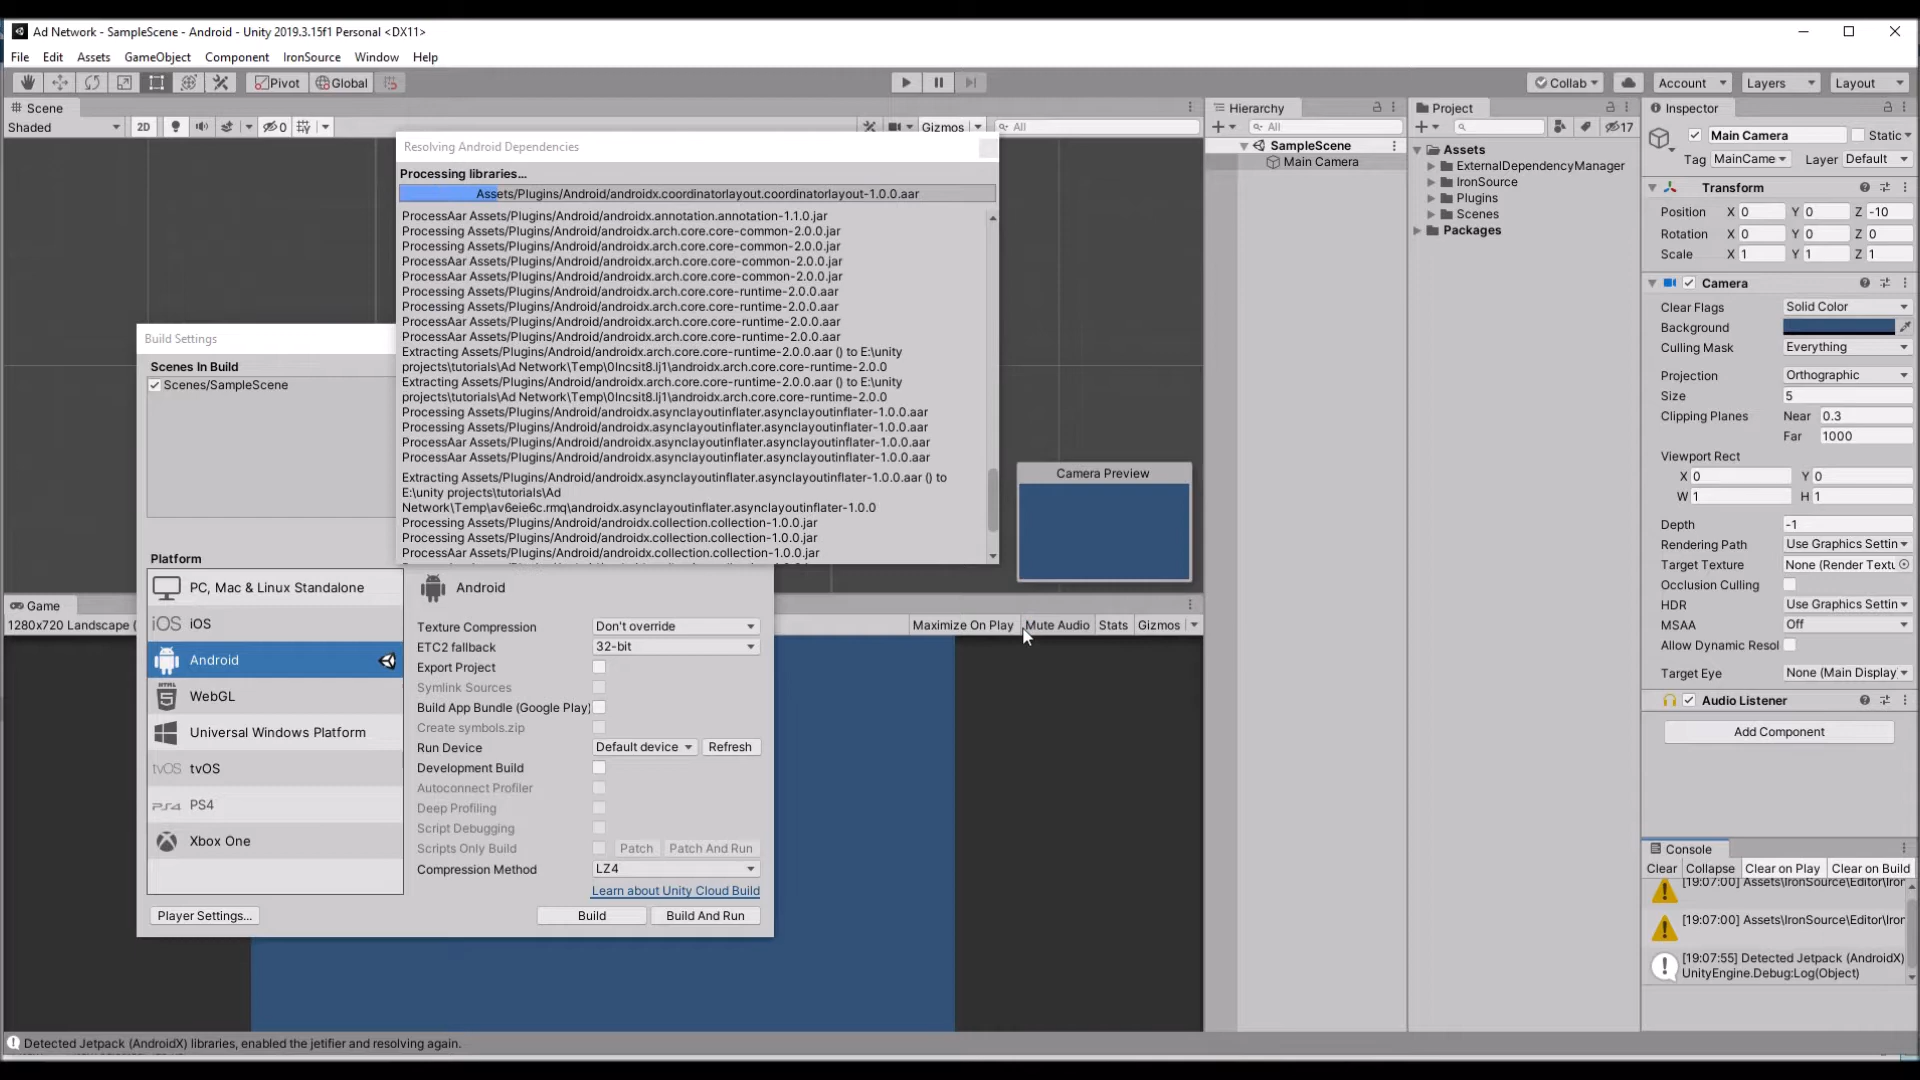 Ad Network - SampleScene - Android - Unity 2019.3.15f1 Personal <DX11>
File Edit Assets GameObject Component IronSource Window Help
Pivot Global Collab Account Layers Layout
Scene
Shaded 2D 0 Gizmos All
Resolving Android Dependencies
Processing libraries...
Assets/Plugins/Android/androidx.coordinatorlayout.coordinatorlayout-1.0.0.aar
ProcessAar Assets/Plugins/Android/androidx.annotation.annotation-1.1.0.jar
Processing Assets/Plugins/Android/androidx.arch.core.core-common-2.0.0.jar
Processing Assets/Plugins/Android/androidx.arch.core.core-common-2.0.0.jar
ProcessAar Assets/Plugins/Android/androidx.arch.core.core-common-2.0.0.jar
ProcessAar Assets/Plugins/Android/androidx.arch.core.core-common-2.0.0.jar
Processing Assets/Plugins/Android/androidx.arch.core.core-runtime-2.0.0.aar
Processing Assets/Plugins/Android/androidx.arch.core.core-runtime-2.0.0.aar
ProcessAar Assets/Plugins/Android/androidx.arch.core.core-runtime-2.0.0.aar
ProcessAar Assets/Plugins/Android/androidx.arch.core.core-runtime-2.0.0.aar
Extracting Assets/Plugins/Android/androidx.arch.core.core-runtime-2.0.0.aar () to E:\unity
projects\tutorials\Ad Network\Temp\0lncsit8.lj1\androidx.arch.core.core-runtime-2.0.0
Extracting Assets/Plugins/Android/androidx.arch.core.core-runtime-2.0.0.aar () to E:\unity
projects\tutorials\Ad Network\Temp\0lncsit8.lj1\androidx.arch.core.core-runtime-2.0.0
Processing Assets/Plugins/Android/androidx.asynclayoutinflater.asynclayoutinflater-1.0.0.aar
Processing Assets/Plugins/Android/androidx.asynclayoutinflater.asynclayoutinflater-1.0.0.aar
ProcessAar Assets/Plugins/Android/androidx.asynclayoutinflater.asynclayoutinflater-1.0.0.aar
ProcessAar Assets/Plugins/Android/androidx.asynclayoutinflater.asynclayoutinflater-1.0.0.aar
Extracting Assets/Plugins/Android/androidx.asynclayoutinflater.asynclayoutinflater-1.0.0.aar () to
E:\unity projects\tutorials\Ad
Network\Temp\av6eie6c.rmq\androidx.asynclayoutinflater.asynclayoutinflater-1.0.0
Processing Assets/Plugins/Android/androidx.collection.collection-1.0.0.jar
Processing Assets/Plugins/Android/androidx.collection.collection-1.0.0.jar
ProcessAar Assets/Plugins/Android/androidx.collection.collection-1.0.0.jar
Build Settings
Scenes In Build
Scenes/SampleScene
Platform
PC, Mac & Linux Standalone
iOS iOS
Android
WebGL
Universal Windows Platform
tvOS tvOS
PS4 PS4
Xbox One
Player Settings...
Android
Texture Compression Don't override
ETC2 fallback 32-bit
Export Project
Symlink Sources
Build App Bundle (Google Play)
Create symbols.zip
Run Device Default device Refresh
Development Build
Autoconnect Profiler
Deep Profiling
Script Debugging
Scripts Only Build Patch Patch And Run
Compression Method LZ4
Learn about Unity Cloud Build
Build Build And Run
Camera Preview
Game
1280x720 Landscape (
Maximize On Play Mute Audio Stats Gizmos
Hierarchy
All
SampleScene
Main Camera
Project
17
Assets
ExternalDependencyManager
IronSource
Plugins
Scenes
Packages
Inspector
Main Camera Static
Tag MainCame Layer Default
Transform
Position X 0 Y 0 Z -10
Rotation X 0 Y 0 Z 0
Scale X 1 Y 1 Z 1
Camera
Clear Flags Solid Color
Background
Culling Mask Everything
Projection Orthographic
Size 5
Clipping Planes Near 0.3
Far 1000
Viewport Rect
X 0 Y 0
W 1 H 1
Depth -1
Rendering Path Use Graphics Settin
Target Texture None (Render Textu
Occlusion Culling
HDR Use Graphics Settin
MSAA Off
Allow Dynamic Resol
Target Eye None (Main Display
Audio Listener
Add Component
Console
Clear Collapse Clear on Play Clear on Build
[19:07:00] Assets\IronSource\Editor\Iror
[19:07:00] Assets\IronSource\Editor\Iror
[19:07:55] Detected Jetpack (AndroidX)
UnityEngine.Debug:Log(Object)
Detected Jetpack (AndroidX) libraries, enabled the jetifier and resolving again.